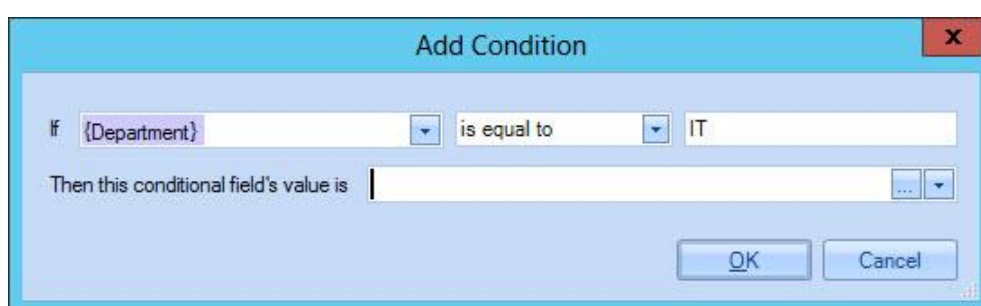 Add Condition
x
If {Department} is equal to IT
Then this conditional field's value is ...
OK Cancel